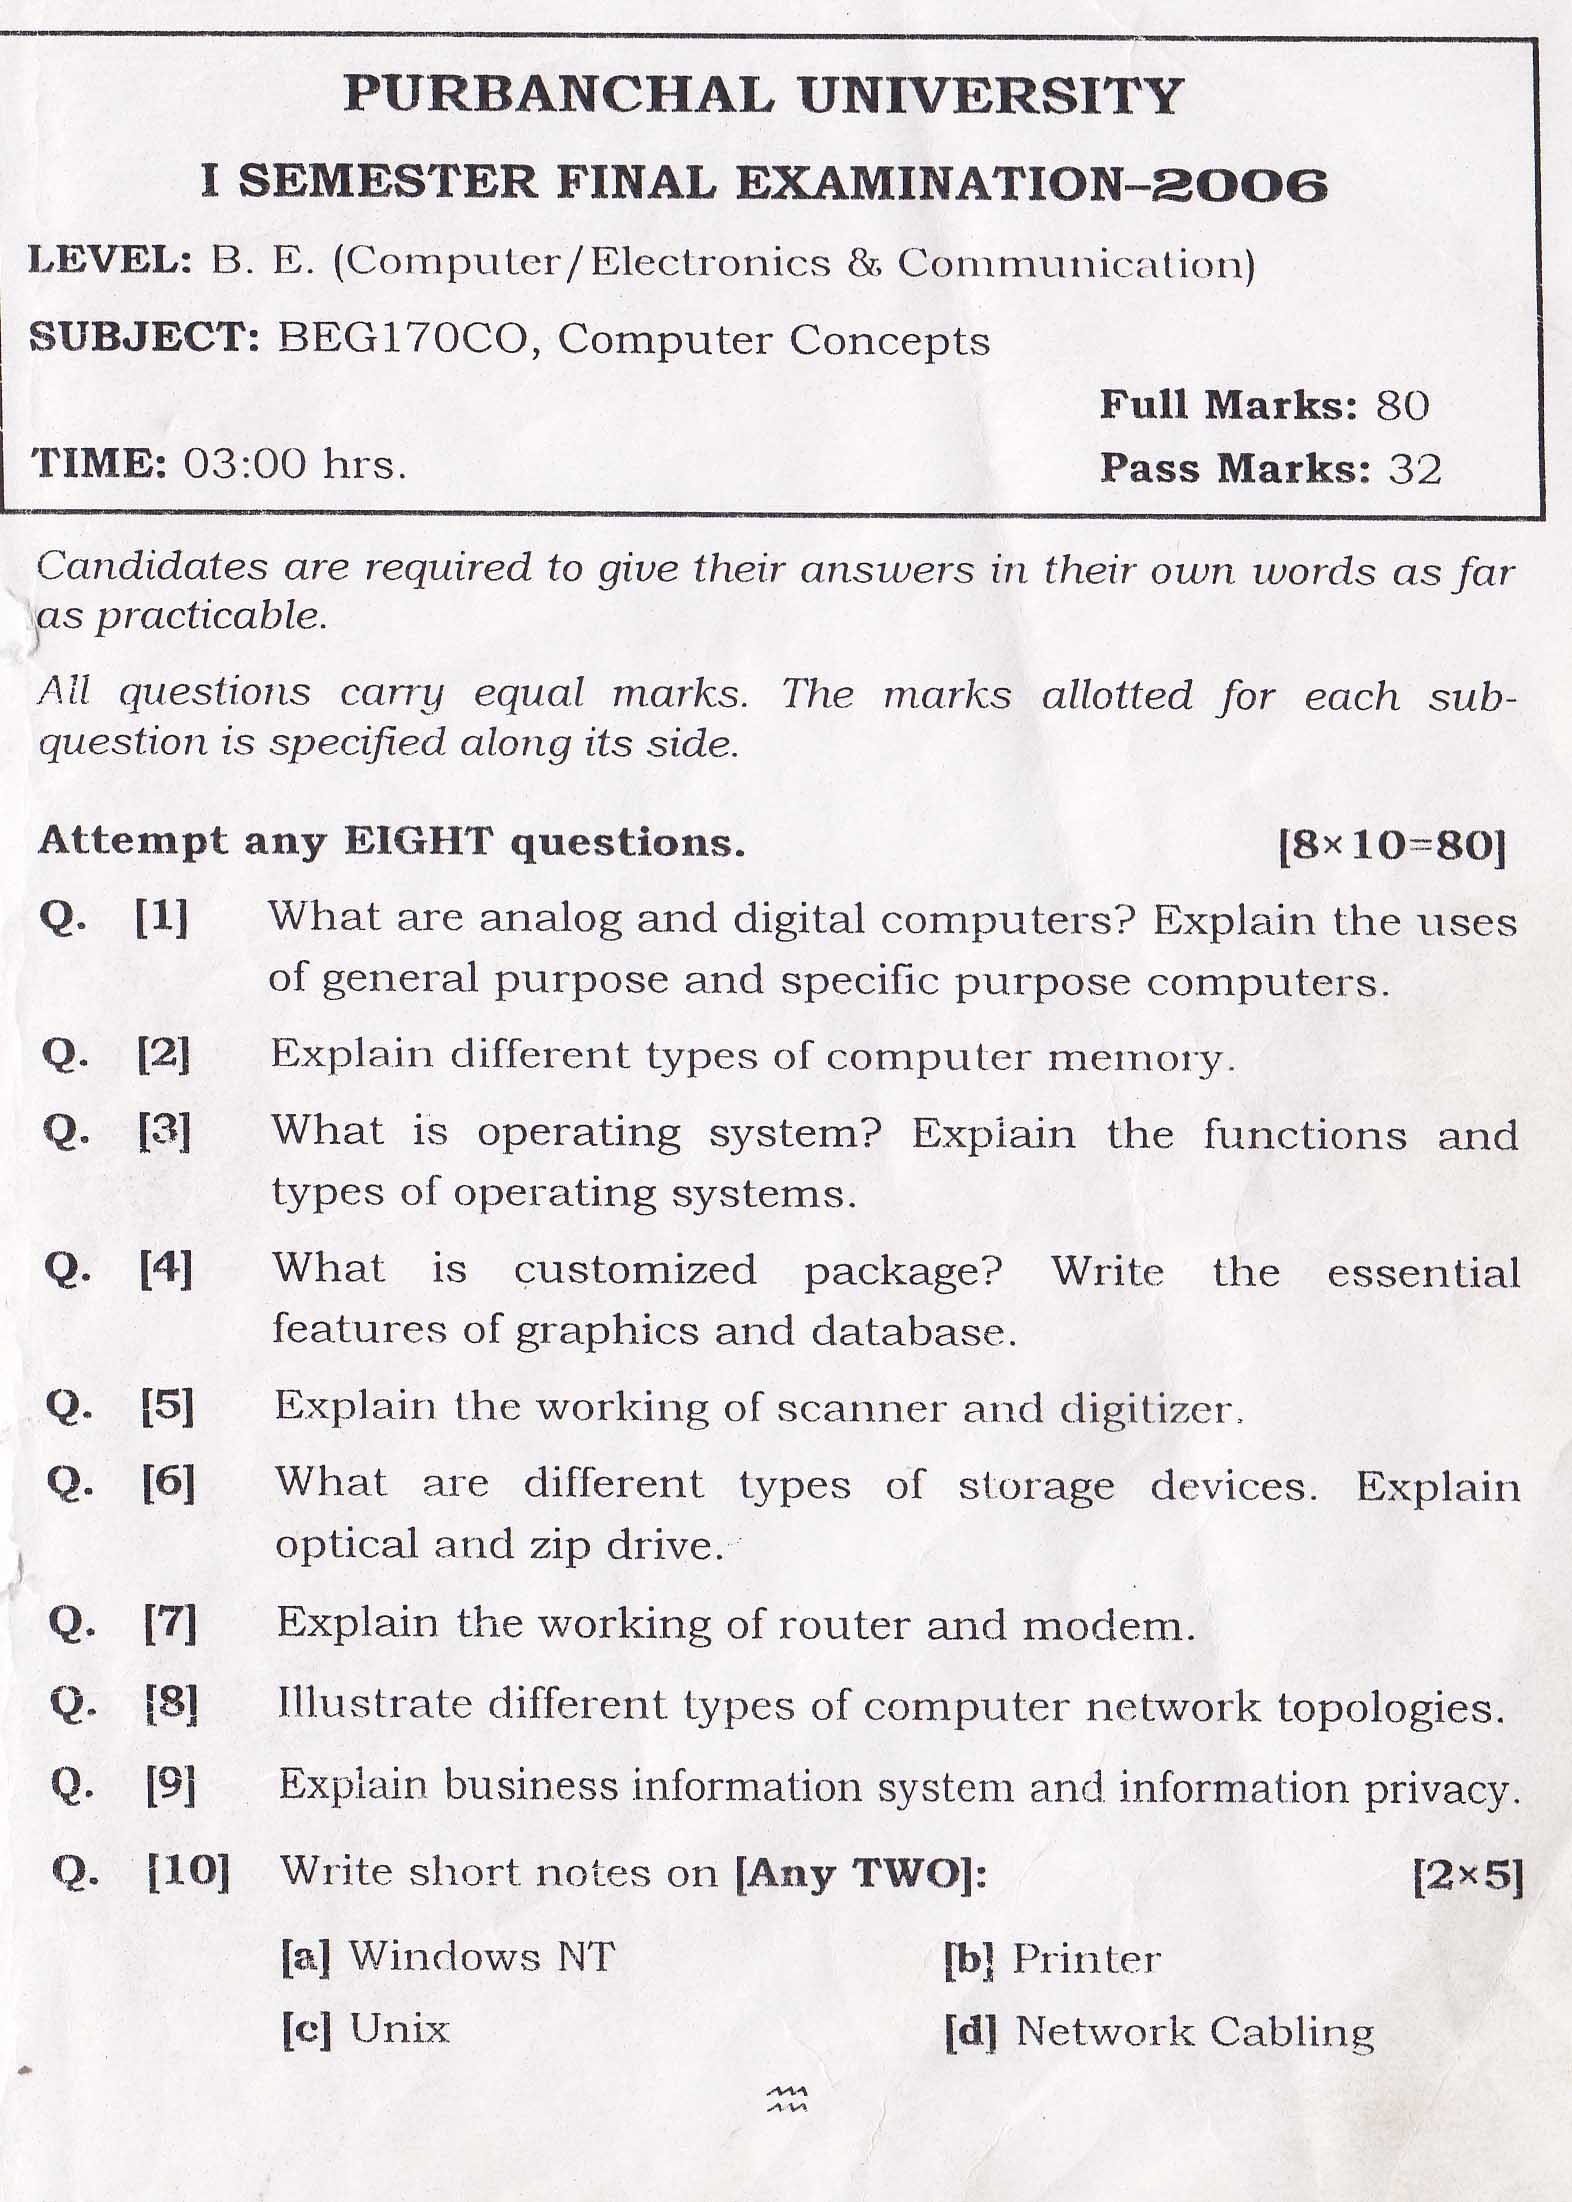 PURBANCHAL UNIVERSITY
I SEMESTER FINAL EXAMINATION–2006
LEVEL: B. E. (Computer/Electronics & Communication)
SUBJECT: BEG170CO, Computer Concepts
Full Marks: 80
TIME: 03:00 hrs.
Pass Marks: 32
Candidates are required to give their answers in their own words as far
as practicable.
All questions carry equal marks. The marks allotted for each sub-
question is specified along its side.
Attempt any EIGHT questions. [8×10=80]
Q. [1] What are analog and digital computers? Explain the uses
of general purpose and specific purpose computers.
Q. [2] Explain different types of computer memory.
Q. [3] What is operating system? Explain the functions and
types of operating systems.
Q. [4] What is customized package? Write the essential
features of graphics and database.
Q. [5] Explain the working of scanner and digitizer.
Q. [6] What are different types of storage devices. Explain
optical and zip drive.
Q. [7] Explain the working of router and modem.
Q. [8] Illustrate different types of computer network topologies.
Q. [9] Explain business information system and information privacy.
Q. [10] Write short notes on [Any TWO]: [2×5]
[a] Windows NT [b] Printer
[c] Unix [d] Network Cabling